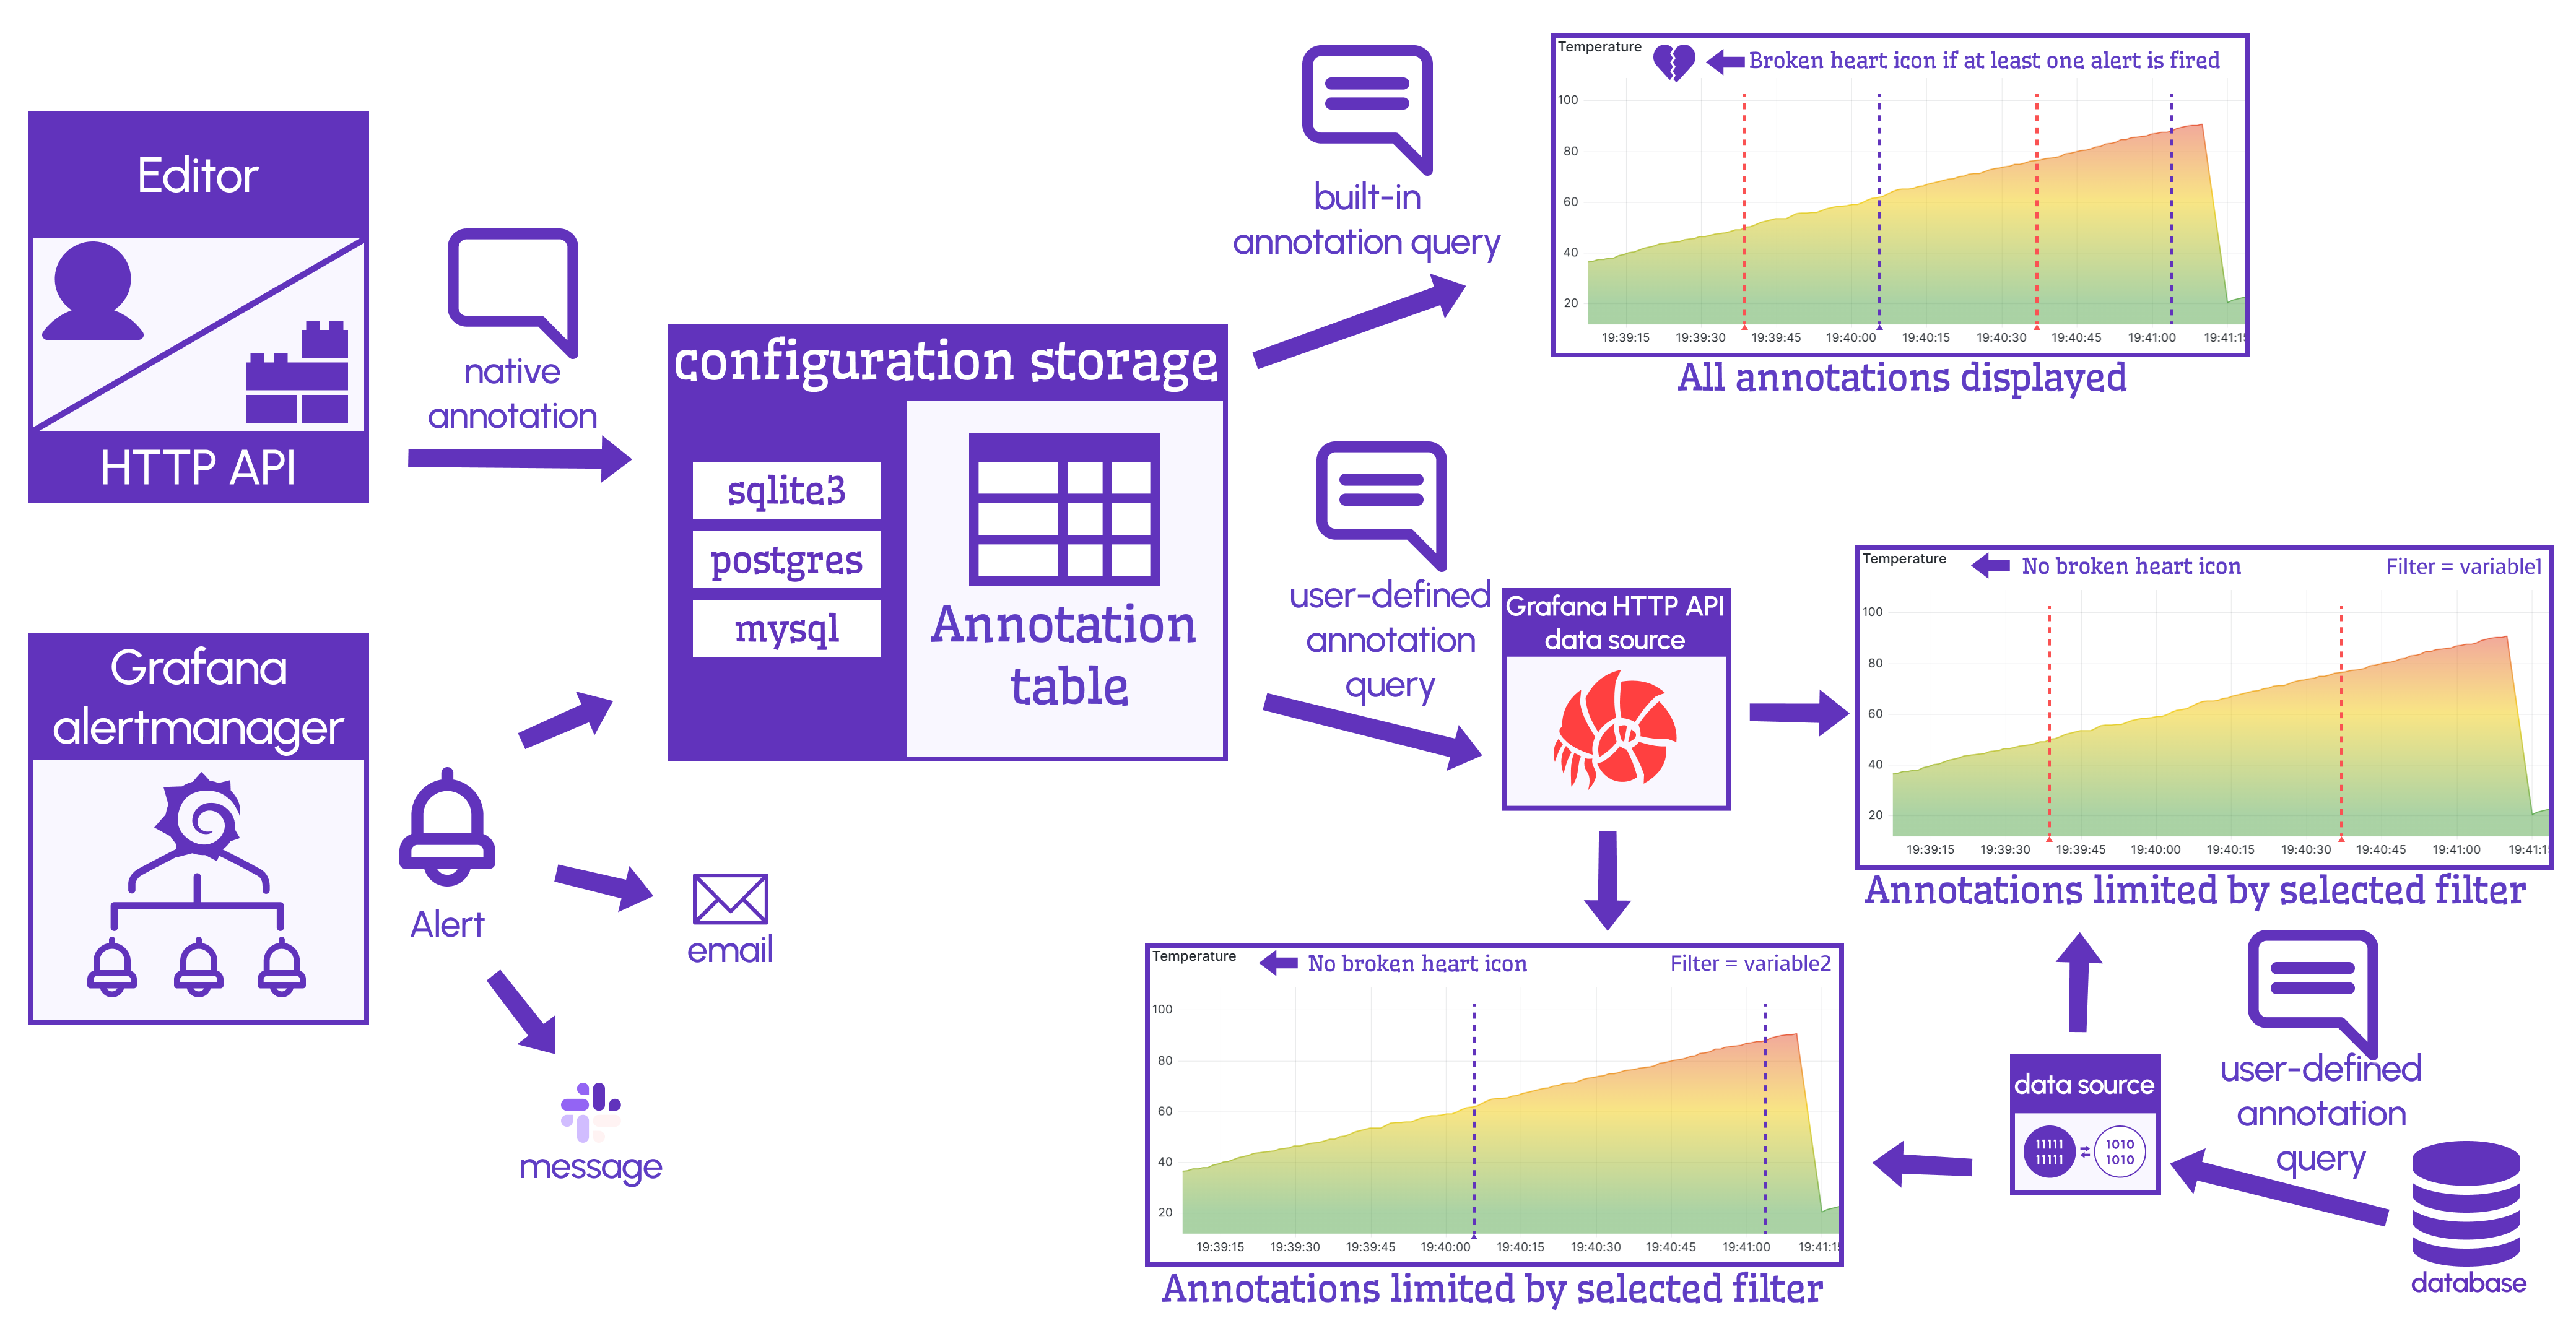 Editor
HTTP API
native
annotation
Grafana
alertmanager
Alert
email
message
configuration storage
sqlite3
postgres
mysql
Annotation
table
built-in
annotation query
Temperature
Broken heart icon if at least one alert is fired
100
80
60
40
20
19:39:15 19:39:30 19:39:45 19:40:00 19:40:15 19:40:30 19:40:45 19:41:00 19:41:15
All annotations displayed
user-defined
annotation
query
Grafana HTTP API
data source
Temperature
No broken heart icon
Filter = variable1
100
80
60
40
20
19:39:15 19:39:30 19:39:45 19:40:00 19:40:15 19:40:30 19:40:45 19:41:00 19:41:15
Annotations limited by selected filter
Temperature
No broken heart icon
Filter = variable2
100
80
60
40
20
19:39:15 19:39:30 19:39:45 19:40:00 19:40:15 19:40:30 19:40:45 19:41:00 19:41:15
Annotations limited by selected filter
data source
11111 1010
11111 1010
user-defined
annotation
query
database